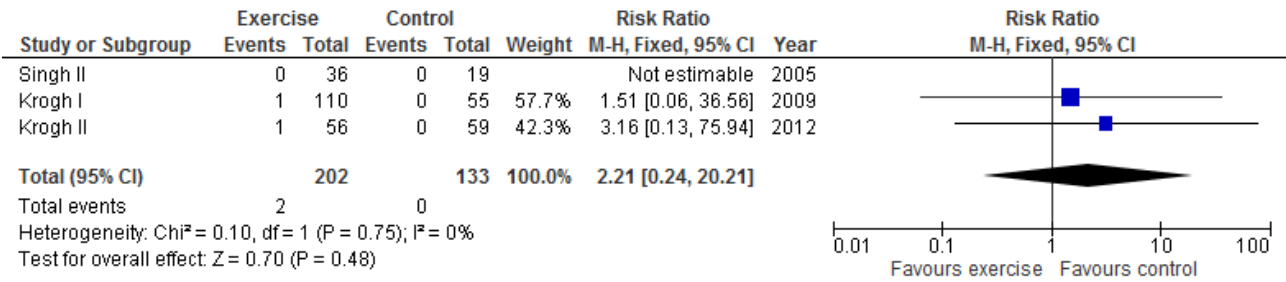 Exercise Control Risk Ratio Risk Ratio
Study or Subgroup Events Total Events Total Weight M-H, Fixed, 95% CI Year M-H, Fixed, 95% CI
Singh II 0 36 0 19 Not estimable 2005
Krogh I 1 110 0 55 57.7% 1.51 [0.06, 36.56] 2009
Krogh II 1 56 0 59 42.3% 3.16 [0.13, 75.94] 2012
Total (95% CI) 202 133 100.0% 2.21 [0.24, 20.21]
Total events 2 0
Heterogeneity: Chi² = 0.10, df = 1 (P = 0.75); I² = 0%
Test for overall effect: Z = 0.70 (P = 0.48)
0.01 0.1 1 10 100
Favours exercise Favours control